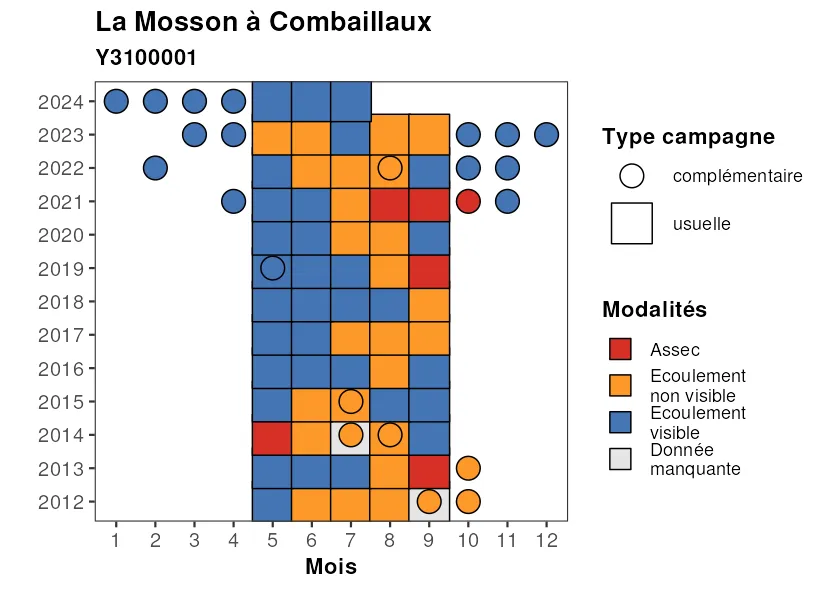 La Mosson à Combaillaux
Y3100001
2024
2023
2022
2021
2020
2019
2018
2017
2016
2015
2014
2013
2012
1 2 3 4 5 6 7 8 9 10 11 12
Mois
Type campagne
complémentaire
usuelle
Modalités
Assec
Ecoulement
non visible
Ecoulement
visible
Donnée
manquante